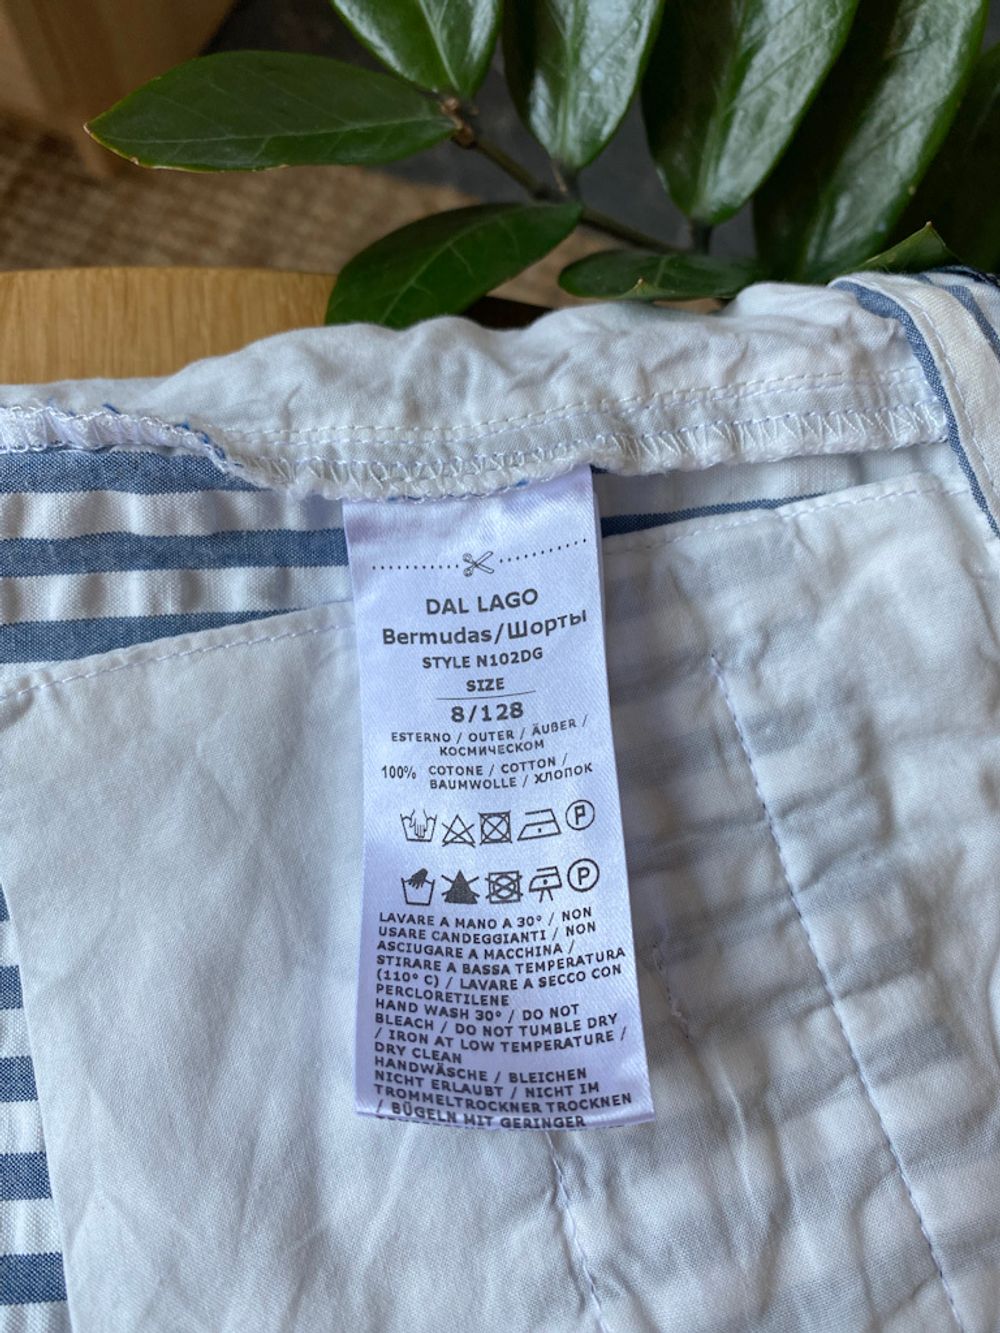 DAL LAGO
Bermudas/Шорты
STYLE N102DG
SIZE
8/128
ESTERNO / OUTER / ÄUßER /
КОСМИЧЕСКОМ
100% COTONE / COTTON /
BAUMWOLLE / ХЛОПОК
P
P
LAVARE A MANO A 30° / NON
USARE CANDEGGIANTI / NON
ASCIUGARE A MACCHINA /
STIRARE A BASSA TEMPERATURA
(110° C) / LAVARE A SECCO CON
PERCLORETILENE
HAND WASH 30° / DO NOT
BLEACH / DO NOT TUMBLE DRY
/ IRON AT LOW TEMPERATURE /
DRY CLEAN
HANDWÄSCHE / BLEICHEN
NICHT ERLAUBT / NICHT IM
TROMMELTROCKNER TROCKNEN
/ BÜGELN MIT GERINGER